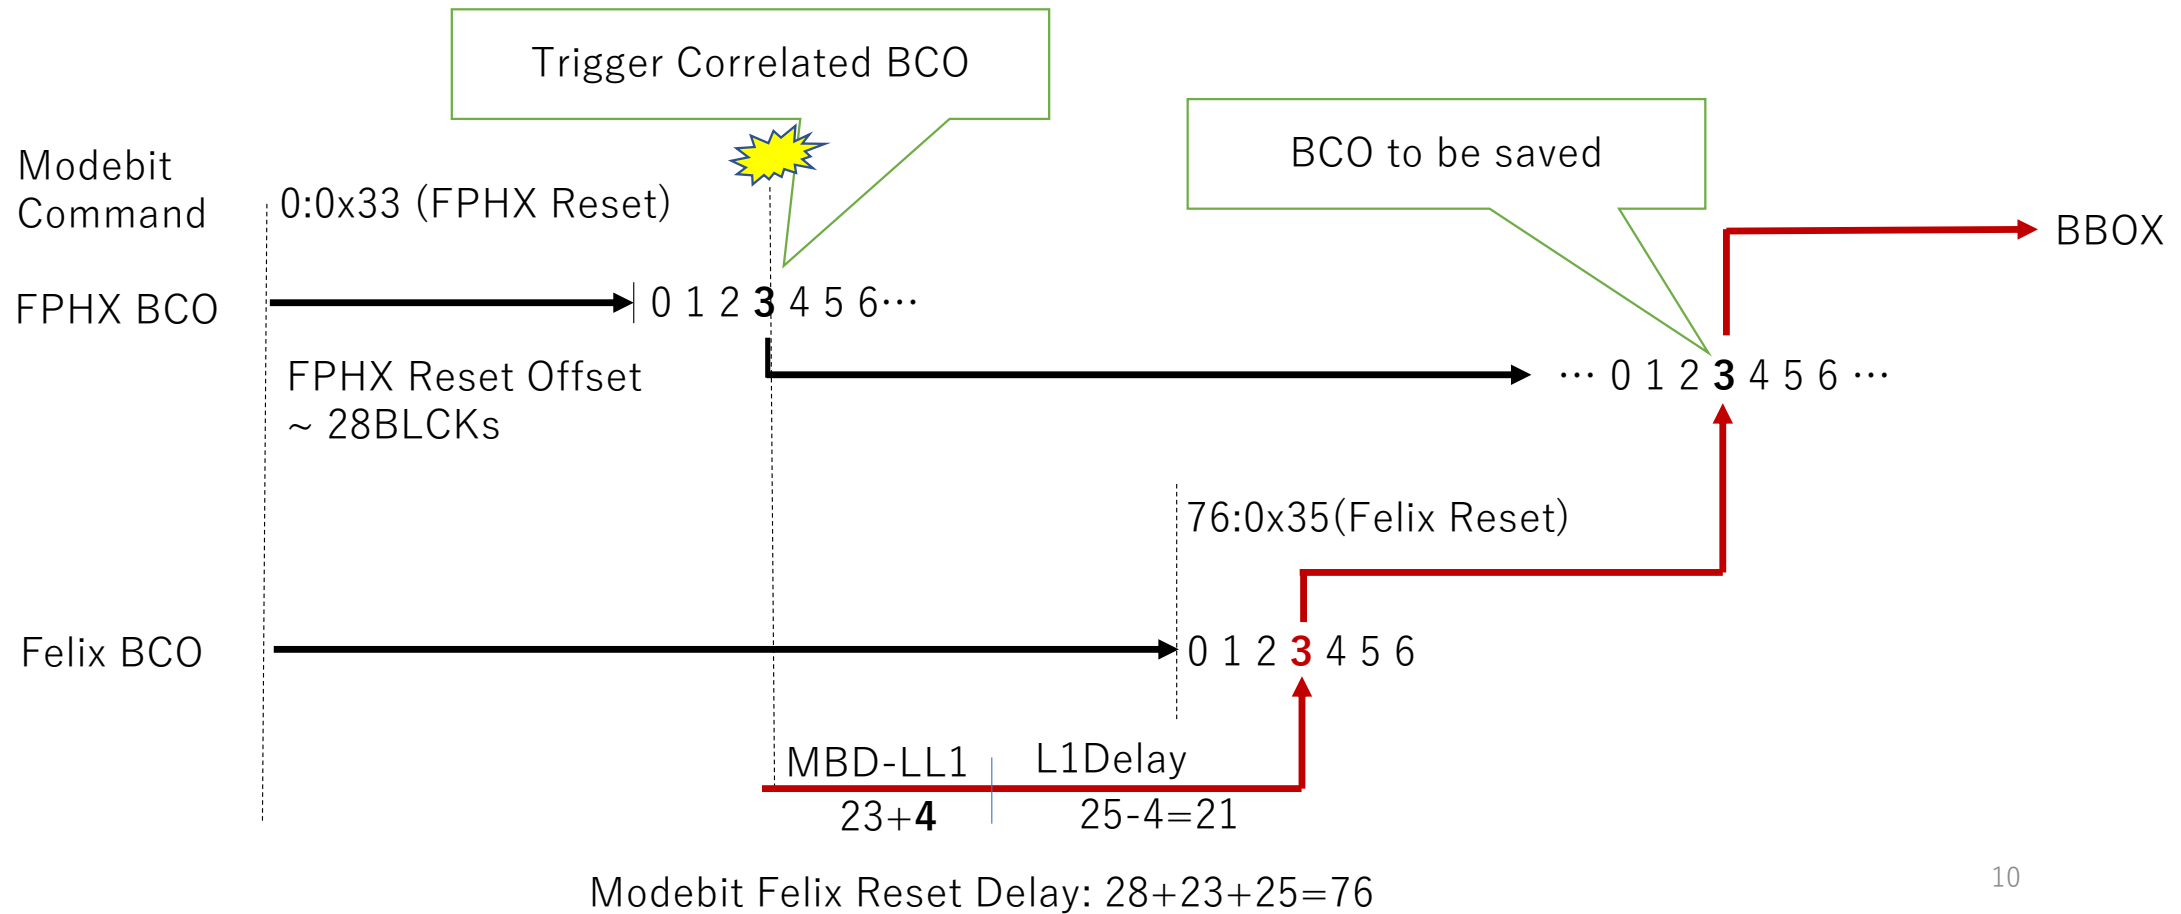 Trigger Correlated BCO
BCO to be saved
Modebit
Command
0:0x33 (FPHX Reset)
BBOX
FPHX BCO
0 1 2 3 4 5 6…
FPHX Reset Offset
~ 28BLCKs
… 0 1 2 3 4 5 6 …
76:0x35(Felix Reset)
Felix BCO
0 1 2 3 4 5 6
MBD-LL1
L1Delay
23+4
25-4=21
Modebit Felix Reset Delay: 28+23+25=76
10